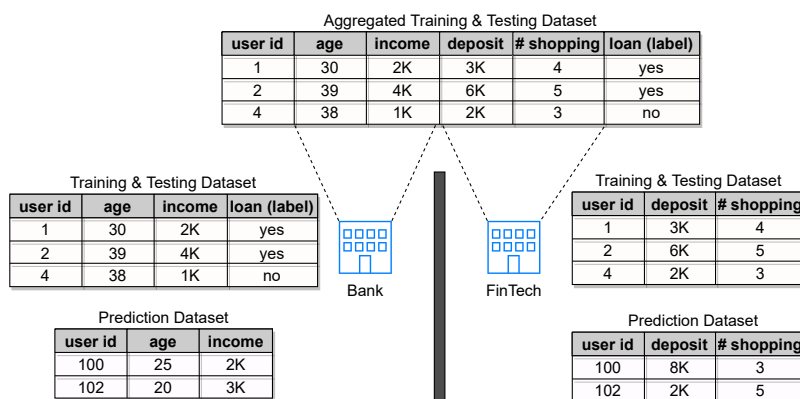 Aggregated Training & Testing Dataset
user id age income deposit # shopping loan (label)
1 30 2K 3K 4 yes
2 39 4K 6K 5 yes
4 38 1K 2K 3 no
Training & Testing Dataset
user id age income loan (label)
1 30 2K yes
2 39 4K yes
4 38 1K no
Bank
Prediction Dataset
user id age income
100 25 2K
102 20 3K
FinTech
Training & Testing Dataset
user id deposit # shopping
1 3K 4
2 6K 5
4 2K 3
Prediction Dataset
user id deposit # shopping
100 8K 3
102 2K 5